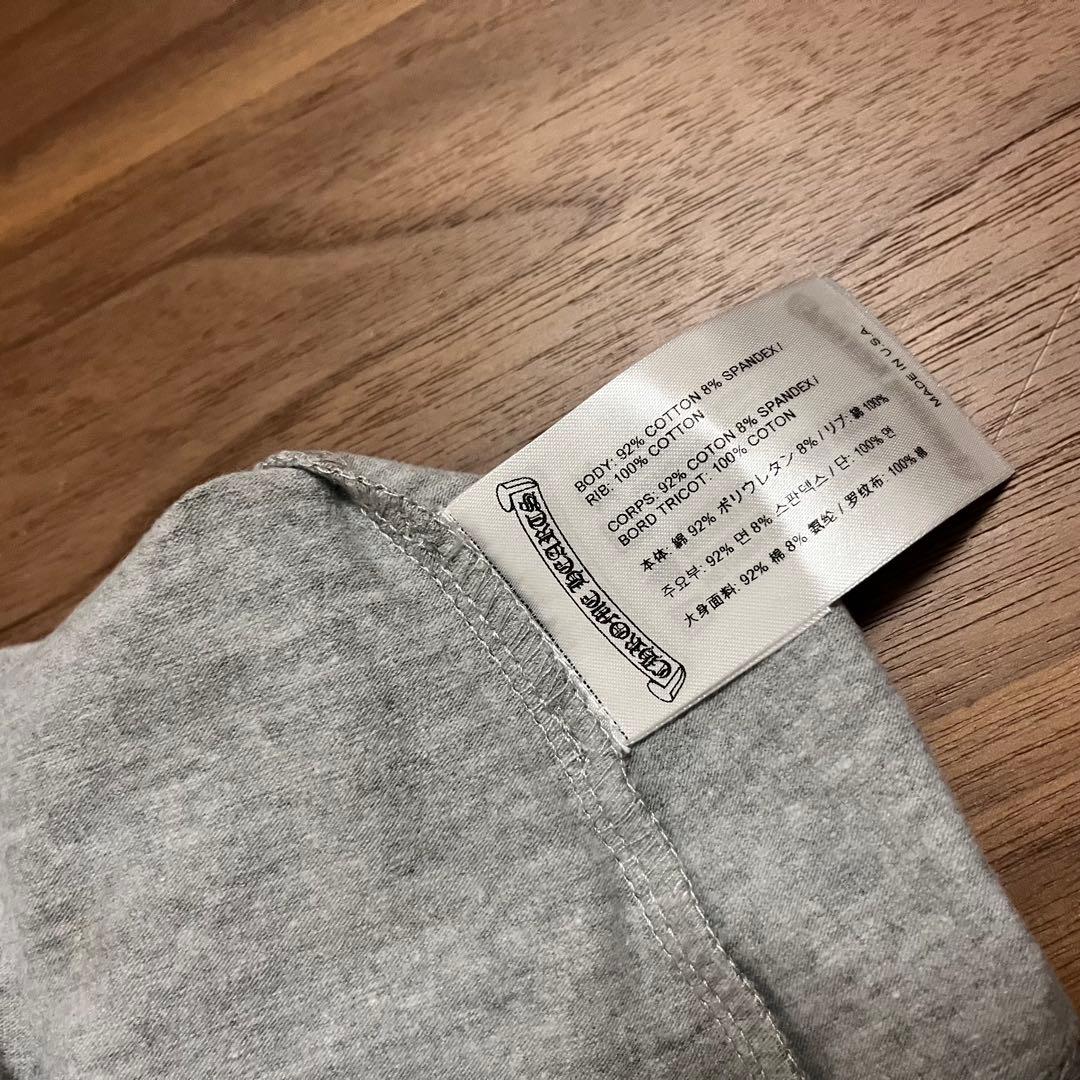 CHROME HEARTS
BODY: 92% COTTON 8% SPANDEX /
RIB: 100% COTTON
CORPS: 92% COTON 8% SPANDEX /
BORD TRICOT: 100% COTON
本体: 綿 92% ポリウレタン 8% / リブ: 綿 100%
주요부: 92% 면 8% 스판덱스 / 단: 100% 면
大身面料: 92% 棉 8% 氨纶 / 罗纹布: 100% 棉
MADE IN U.S.A